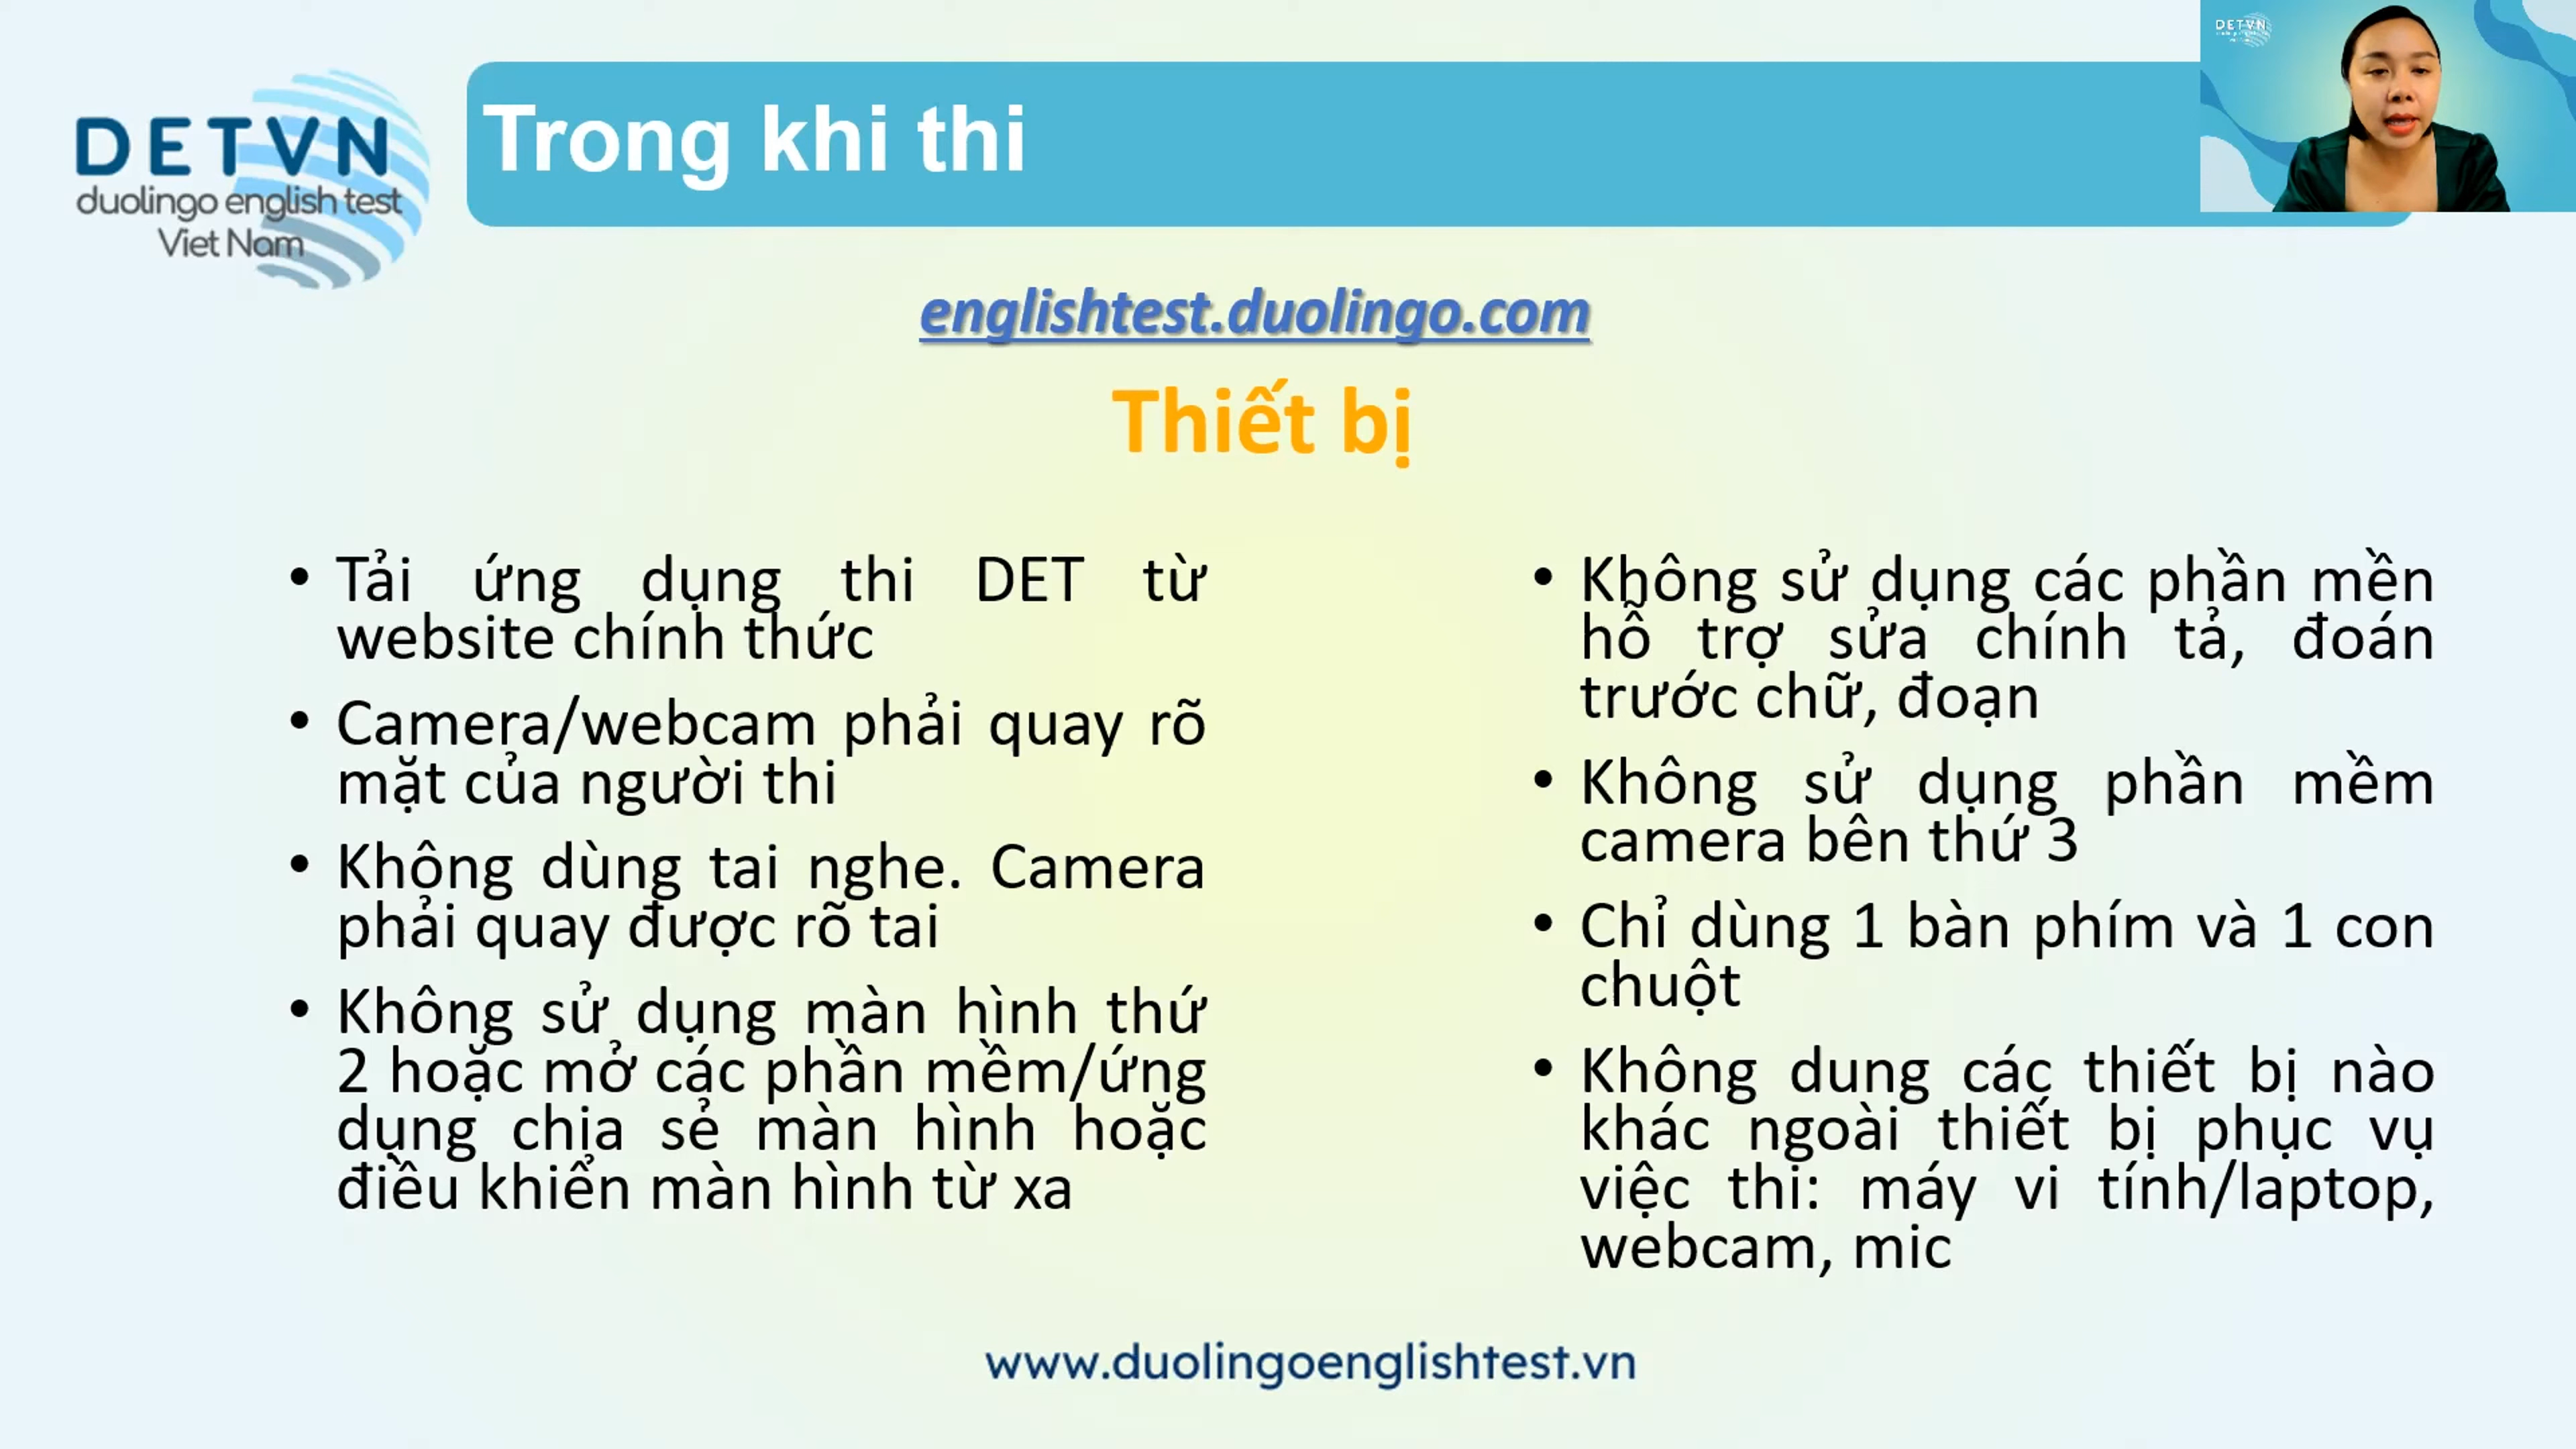 DETVN
duolingo english test
Viet Nam
Trong khi thi
DETVN
englishtest.duolingo.com
Thiết bị
• Tải ứng dụng thi DET từ
website chính thức
• Camera/webcam phải quay rõ
mặt của người thi
• Không dùng tai nghe. Camera
phải quay được rõ tai
• Không sử dụng màn hình thứ
2 hoặc mở các phần mềm/ứng
dụng chia sẻ màn hình hoặc
điều khiển màn hình từ xa
• Không sử dụng các phần mền
hỗ trợ sửa chính tả, đoán
trước chữ, đoạn
• Không sử dụng phần mềm
camera bên thứ 3
• Chỉ dùng 1 bàn phím và 1 con
chuột
• Không dung các thiết bị nào
khác ngoài thiết bị phục vụ
việc thi: máy vi tính/laptop,
webcam, mic
www.duolingoenglishtest.vn